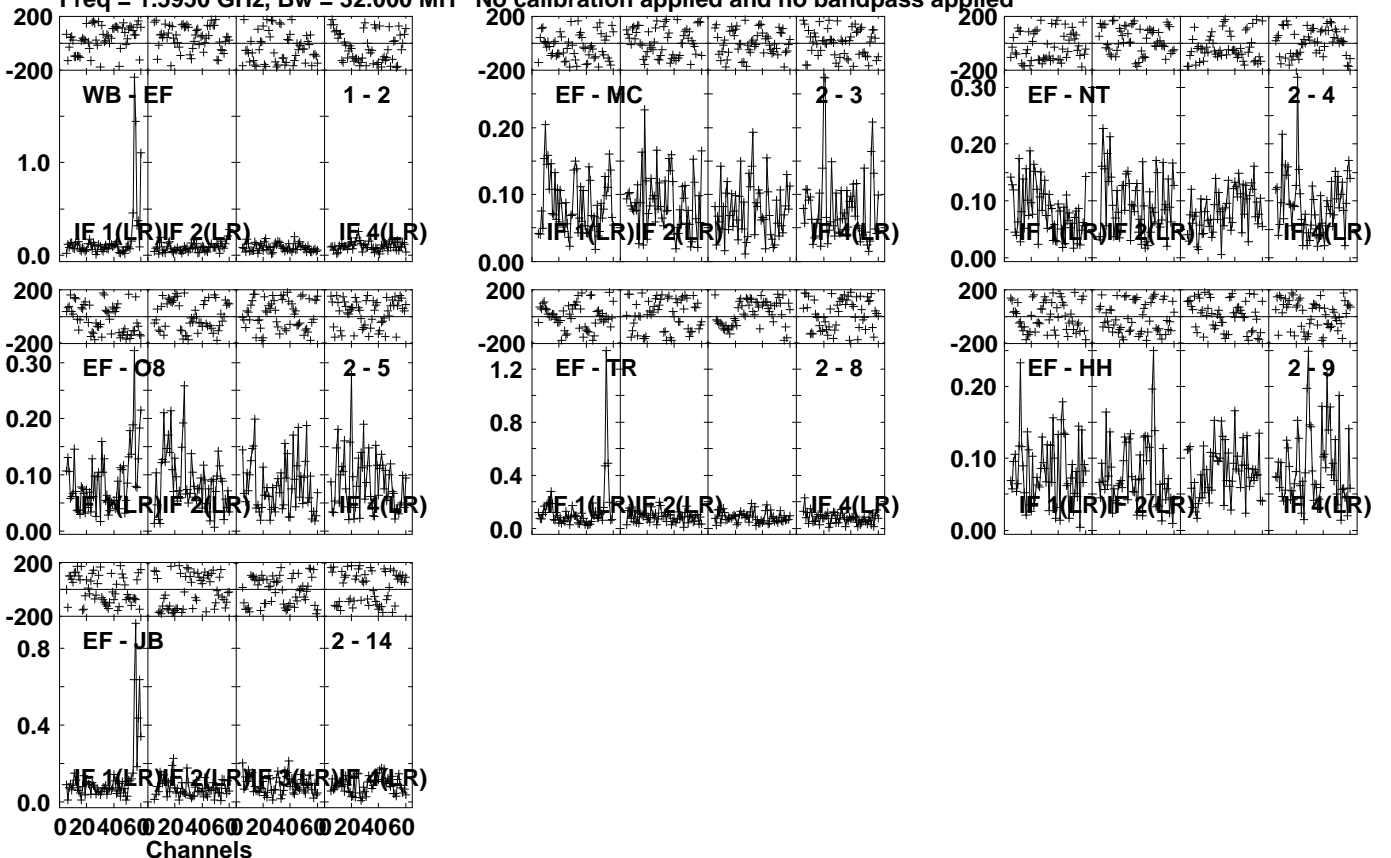 Freq = 1.5950 GHz, Bw = 32.000 MH No calibration applied and no bandpass applied
200
-200
WB - EF 1 - 2
1.0
IF 1(LR) IF 2(LR) IF 4(LR)
0.0
200
-200
EF - MC 2 - 3
0.20
0.10
IF 1(LR) IF 2(LR) IF 4(LR)
0.00
200
-200
0.30
EF - NT 2 - 4
0.20
0.10
IF 1(LR) IF 2(LR) IF 4(LR)
0.00
200
-200
0.30
EF - O8 2 - 5
0.20
0.10
IF 1(LR) IF 2(LR) IF 4(LR)
0.00
200
-200
1.2
EF - TR 2 - 8
0.8
0.4
IF 1(LR) IF 2(LR) IF 4(LR)
0.0
200
-200
EF - HH 2 - 9
0.20
0.10
IF 1(LR) IF 2(LR) IF 4(LR)
0.00
200
-200
EF - JB 2 - 14
0.8
0.4
IF 1(LR) IF 2(LR) IF 3(LR) IF 4(LR)
0.0
0 20 40 60 0 20 40 60 0 20 40 60 0 20 40 60
Channels